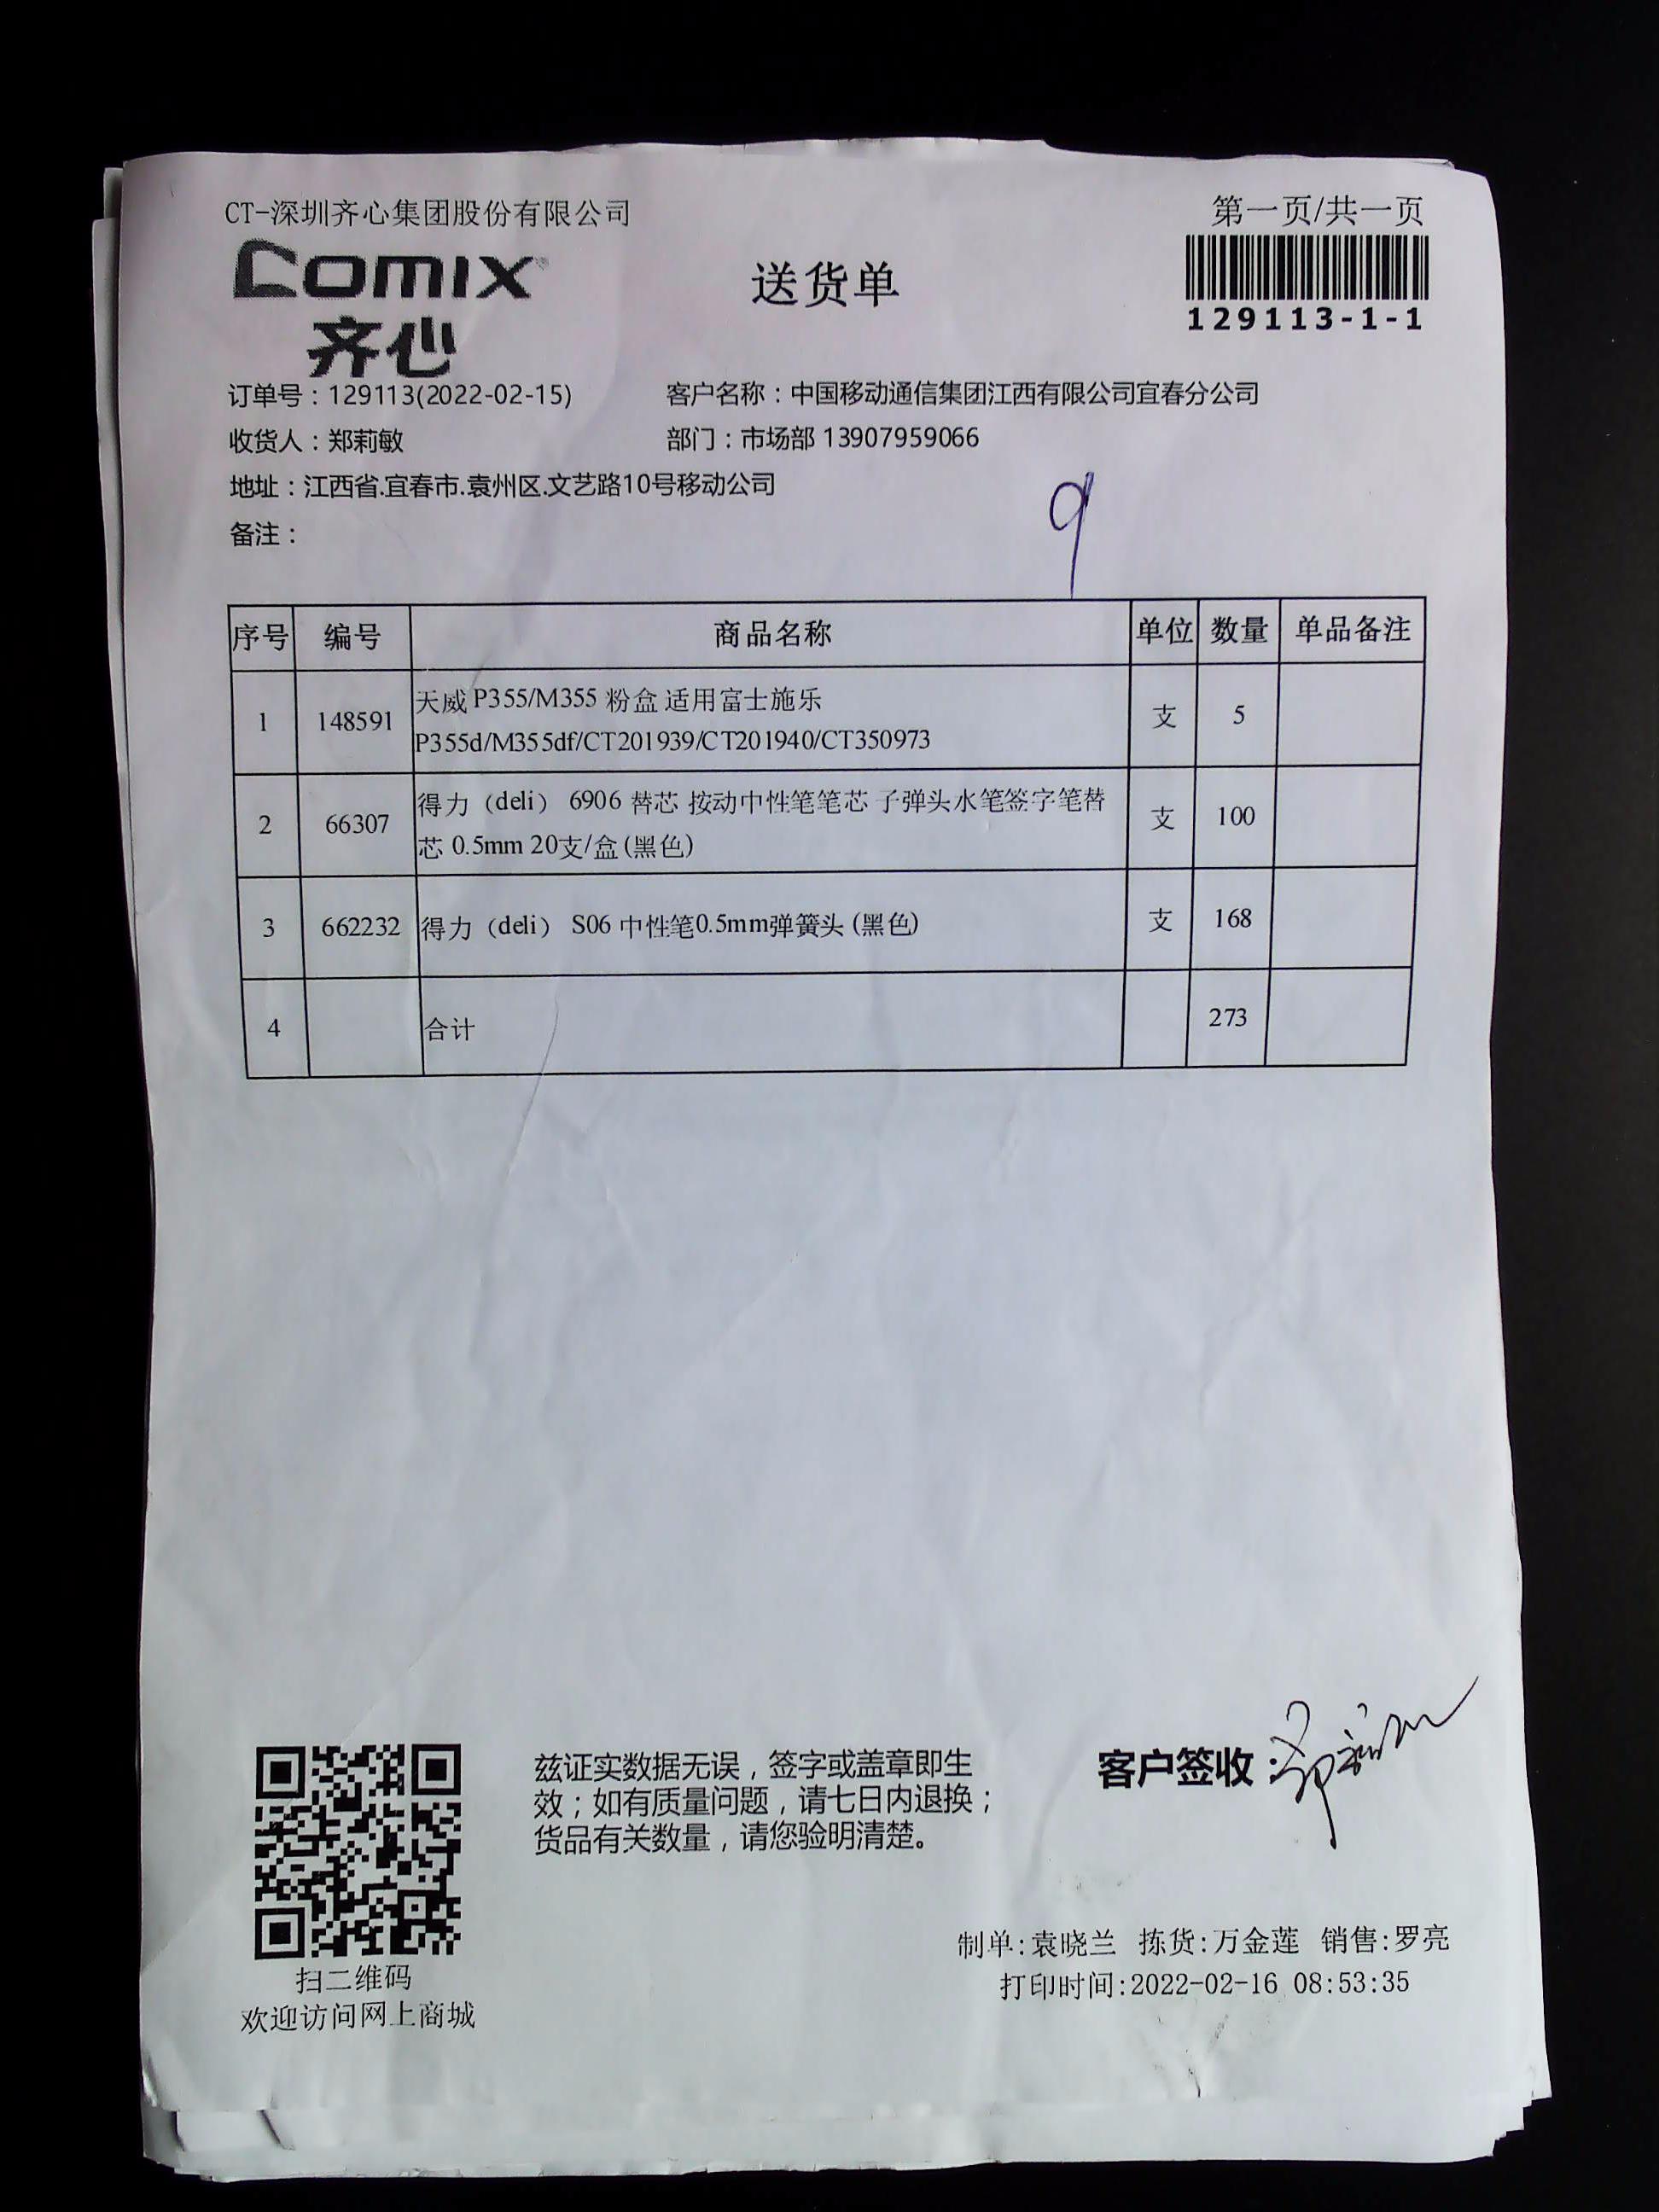 CT-深圳齐心集团股份有限公司
第一页/共一页
comix
齐心
送货单
129113-1-1
订单号：129113(2022-02-15)
客户名称：中国移动通信集团江西有限公司宜春分公司
收货人：郑莉敏
部门：市场部 13907959066
地址：江西省.宜春市.袁州区.文艺路10号移动公司
备注：
9
序号 编号 商品名称 单位 数量 单品备注
1 148591 天威 P355/M355 粉盒 适用富士施乐 支 5
P355d/M355df/CT201939/CT201940/CT350973
2 66307 得力（deli） 6906 替芯 按动中性笔笔芯 子弹头水笔签字笔替 支 100
芯 0.5mm 20支/盒 (黑色)
3 662232 得力（deli） S06 中性笔0.5mm弹簧头 (黑色) 支 168
4 合计 273
兹证实数据无误，签字或盖章即生
效；如有质量问题，请七日内退换；
货品有关数量，请您验明清楚。
客户签收：
扫二维码
欢迎访问网上商城
制单:袁晓兰 拣货:万金莲 销售:罗亮
打印时间:2022-02-16 08:53:35